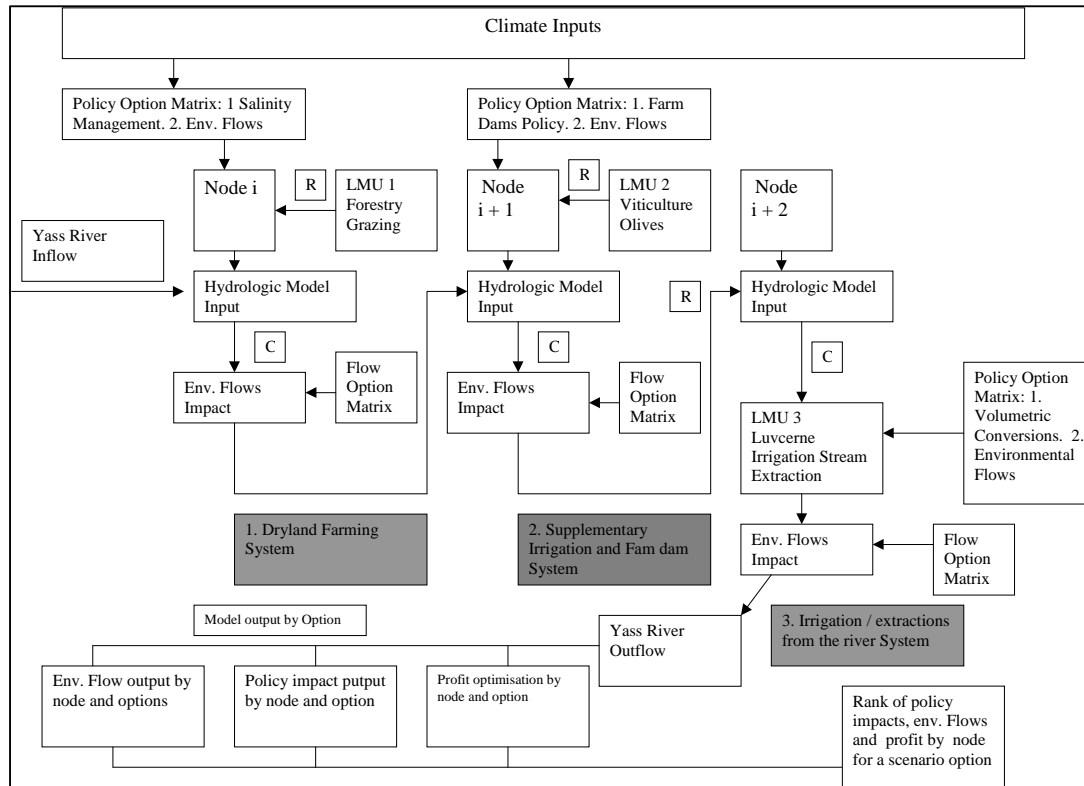 Climate Inputs
Policy Option Matrix: 1 Salinity
Management. 2. Env. Flows
Policy Option Matrix: 1. Farm
Dams Policy. 2. Env. Flows
Node i
R
LMU 1
Forestry
Grazing
Node
i + 1
R
LMU 2
Viticulture
Olives
Node
i + 2
Yass River
Inflow
Hydrologic Model
Input
Hydrologic Model
Input
R
Hydrologic Model
Input
C
C
C
Env. Flows
Impact
Flow
Option
Matrix
Env. Flows
Impact
Flow
Option
Matrix
LMU 3
Luvcerne
Irrigation Stream
Extraction
Policy Option
Matrix: 1.
Volumetric
Conversions. 2.
Environmental
Flows
1. Dryland Farming
System
2. Supplementary
Irrigation and Fam dam
System
Env. Flows
Impact
Flow
Option
Matrix
Model output by Option
Yass River
Outflow
3. Irrigation / extractions
from the river System
Env. Flow output by
node and options
Policy impact putput
by node and option
Profit optimisation by
node and option
Rank of policy
impacts, env. Flows
and profit by node
for a scenario option